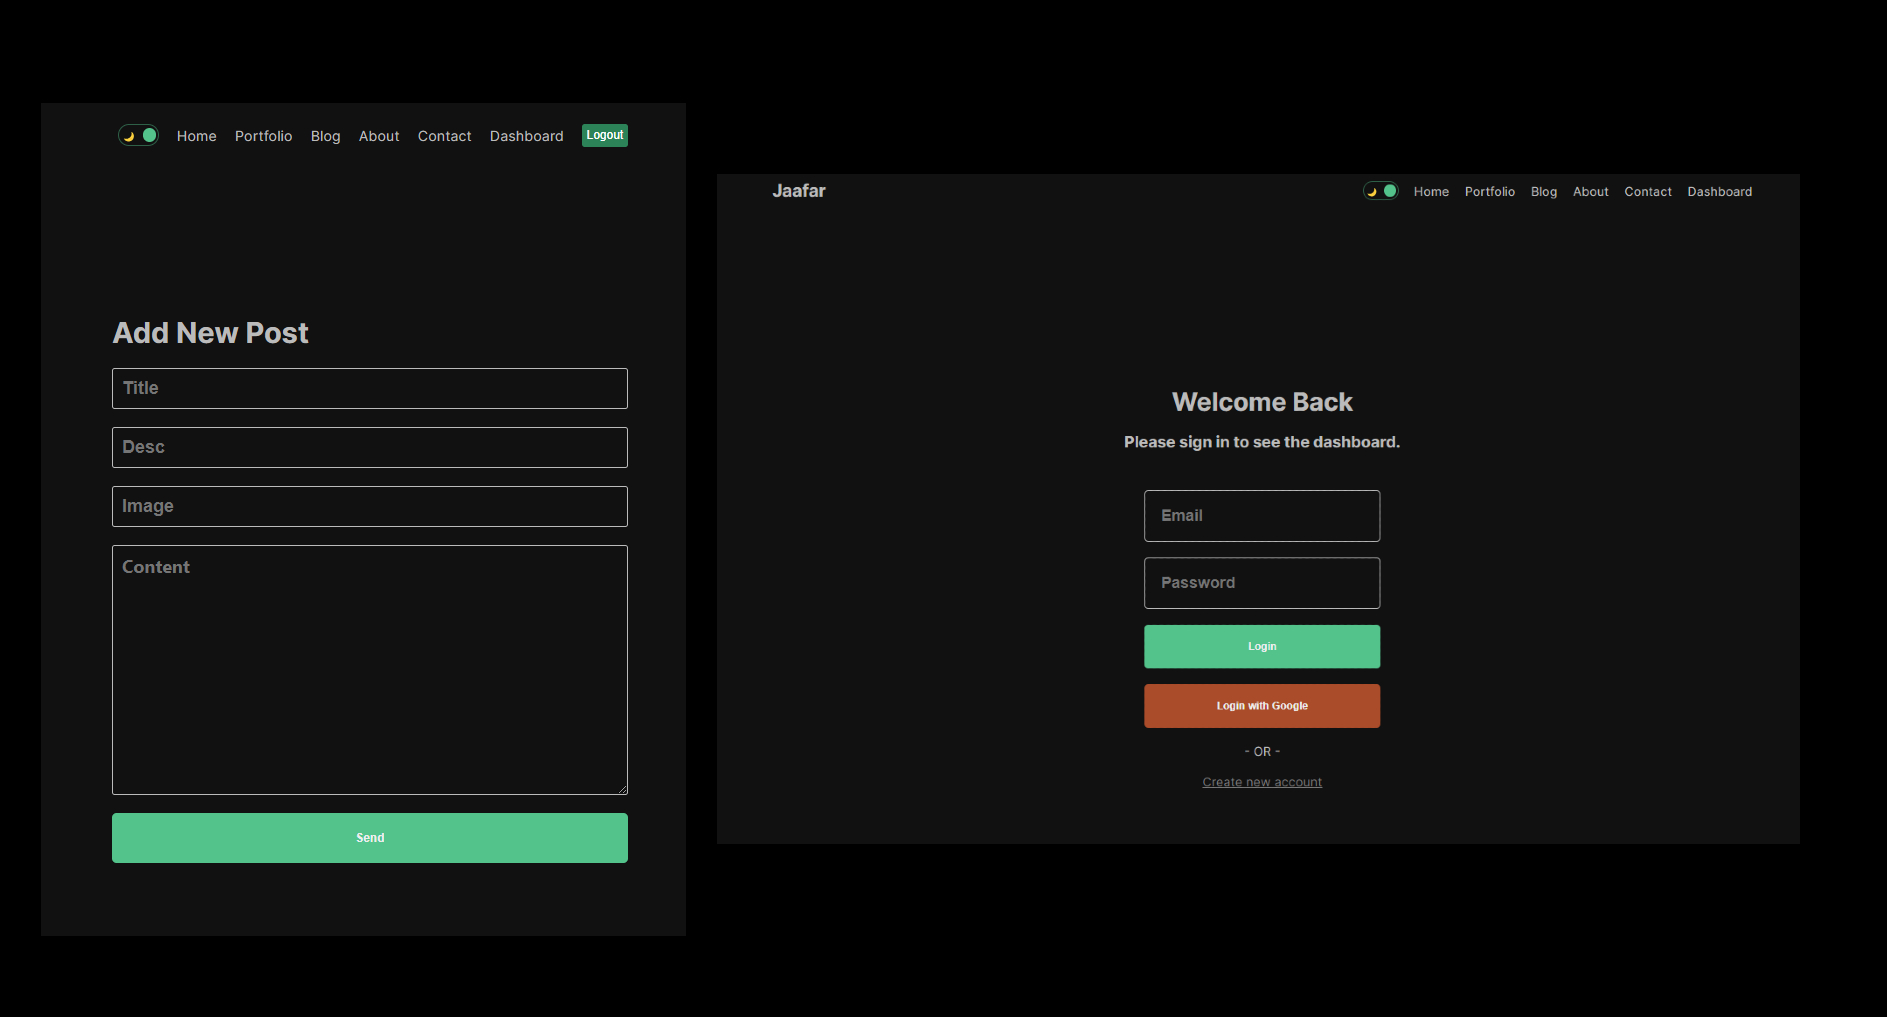 Home Portfolio Blog About Contact Dashboard Logout
Add New Post
Title
Desc
Image
Content
Send
Jaafar Home Portfolio Blog About Contact Dashboard
Welcome Back
Please sign in to see the dashboard.
Email
Password
Login
Login with Google
- OR -
Create new account